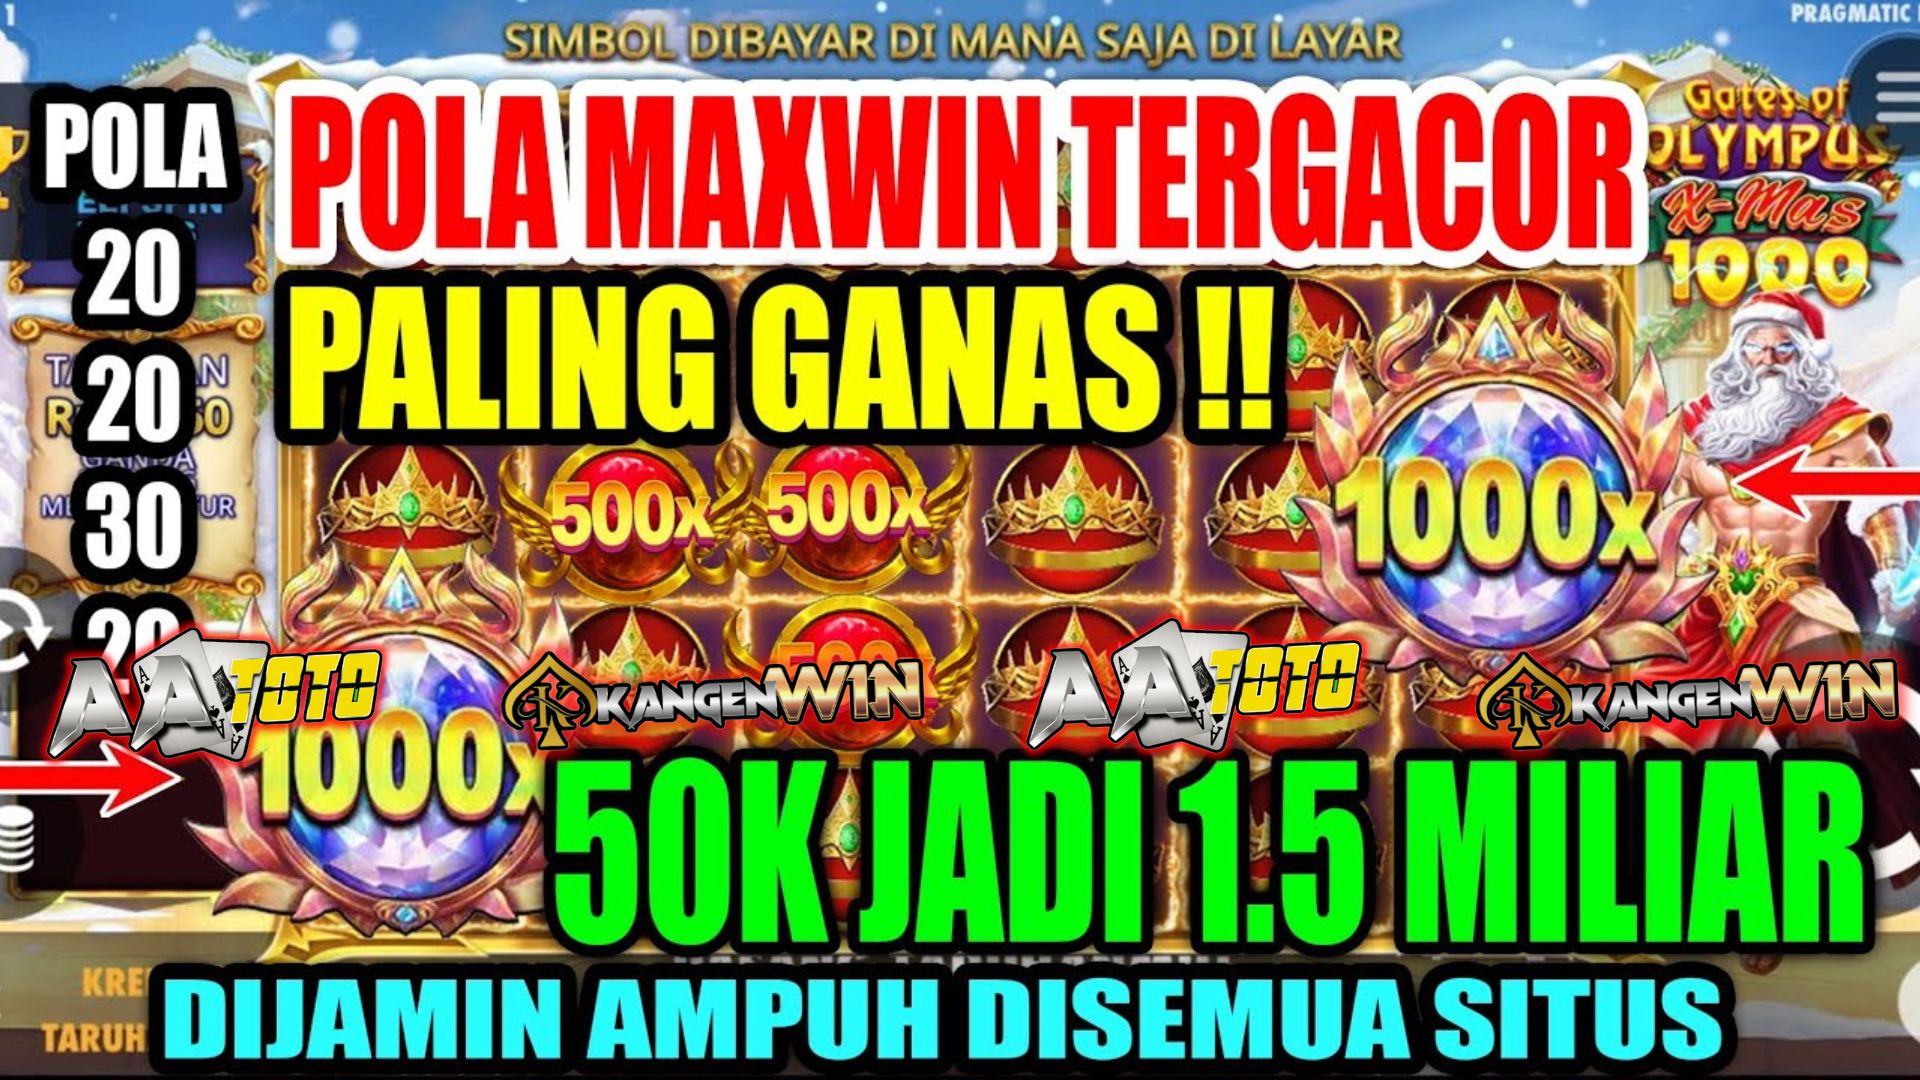 1
PRAGMATIC
SIMBOL DIBAYAR DI MANA SAJA DI LAYAR
POLA
20
20
30
20
POLA MAXWIN TERGACOR
PALING GANAS !!
Gates of
OLYMPUS
X-Mas
1000
500x
500x
1000x
AATOTO
KANGENWIN
AATOTO
KANGENWIN
1000x
50K JADI 1.5 MILIAR
DIJAMIN AMPUH DISEMUA SITUS